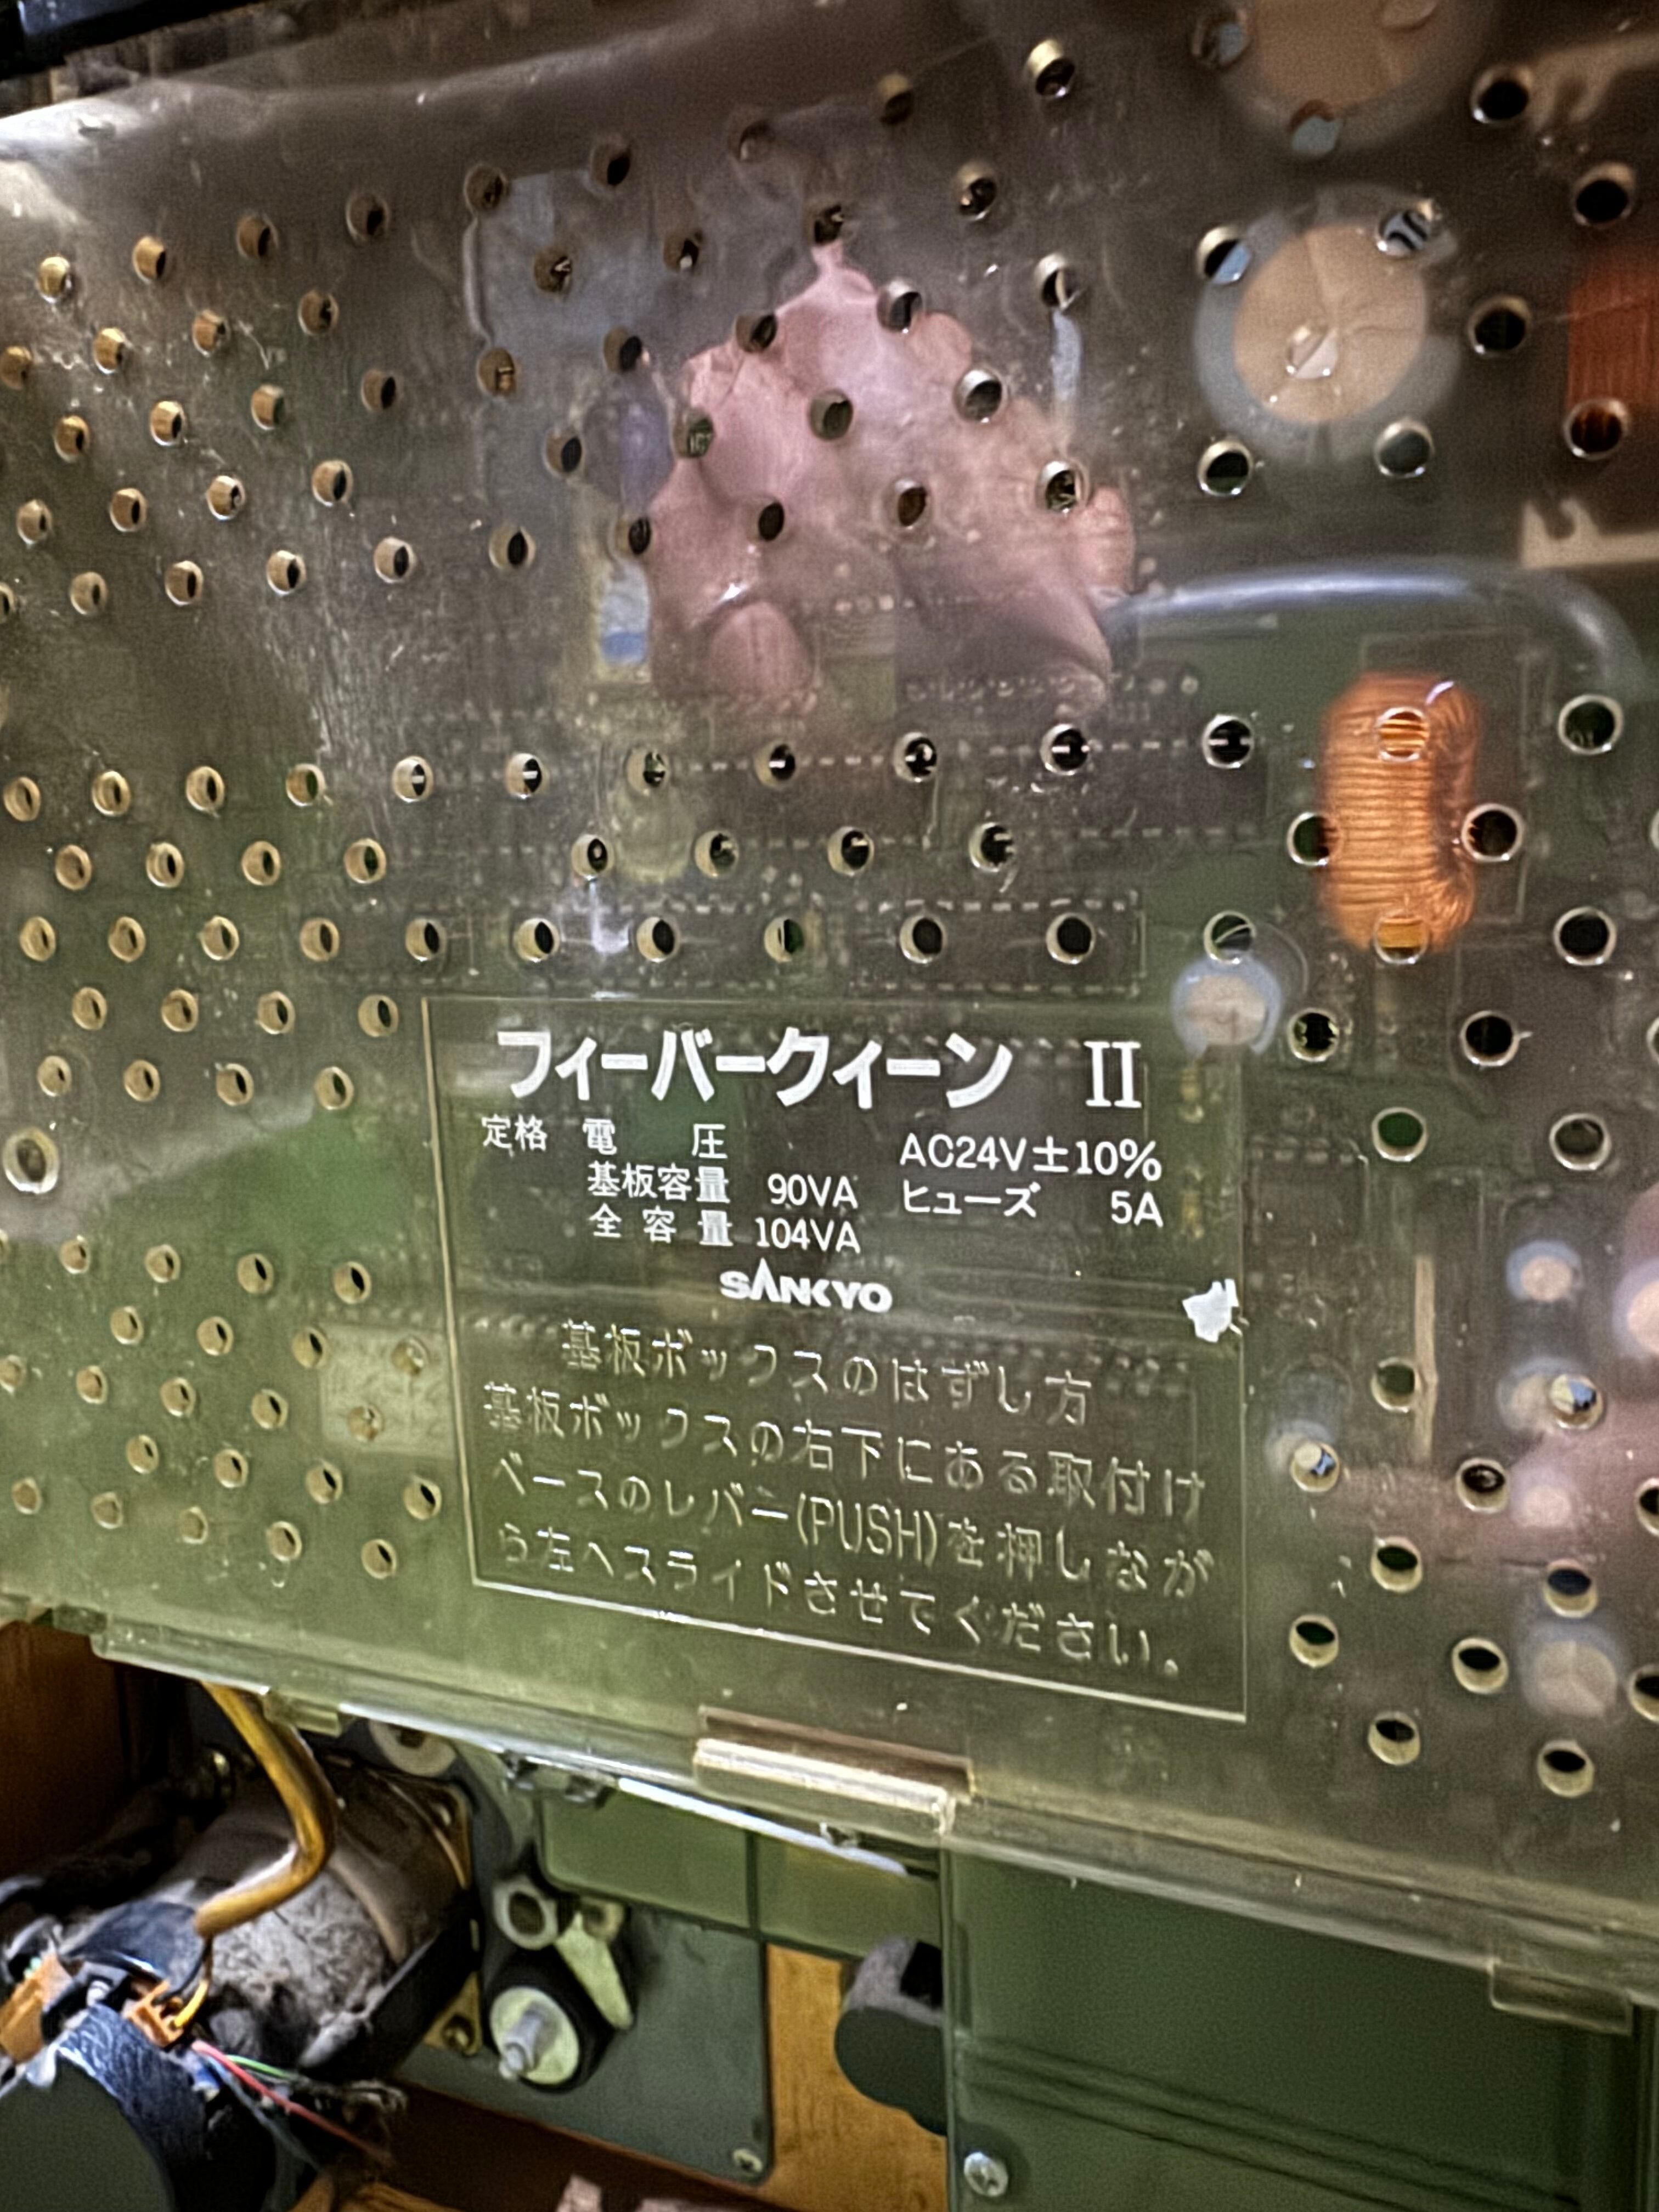 フィーバークィーン II
定格 電 圧 AC24V±10%
基板容量 90VA ヒューズ 5A
全容量 104VA
SANKYO
基板ボックスのはずし方
基板ボックスの右下にある取付け
ベースのレバー(PUSH)を押しなが
ら左へスライドさせてください。